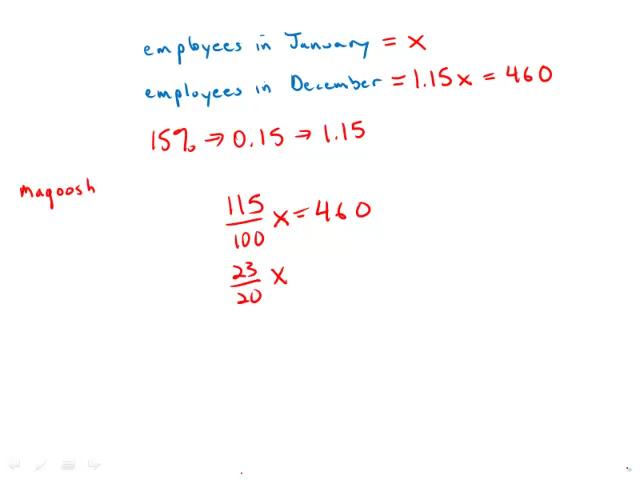 employees in January = x
employees in December = 1.15x = 460
15% → 0.15 → 1.15
magoosh
115/100 x = 460
23/20 x